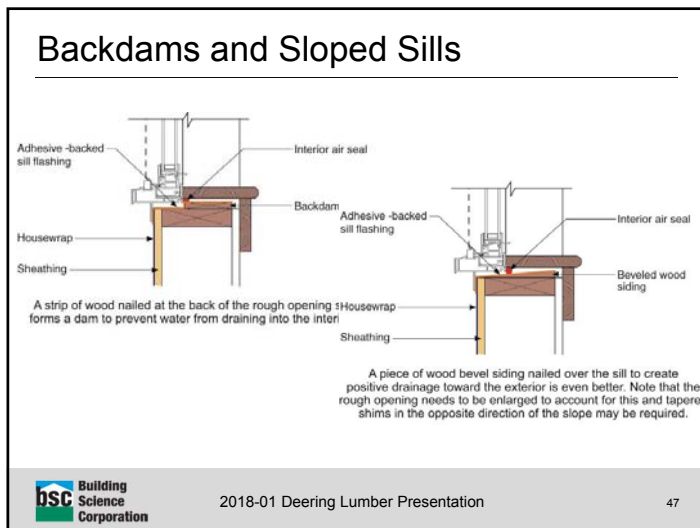 Backdams and Sloped Sills
Adhesive -backed
sill flashing
Interior air seal
Backdam
Housewrap
Sheathing
A strip of wood nailed at the back of the rough opening
forms a dam to prevent water from draining into the interi
Adhesive -backed
sill flashing
Interior air seal
Beveled wood
siding
Housewrap
Sheathing
A piece of wood bevel siding nailed over the sill to create
positive drainage toward the exterior is even better. Note that the
rough opening needs to be enlarged to account for this and tapere
shims in the opposite direction of the slope may be required.
bsc
Building
Science
Corporation
2018-01 Deering Lumber Presentation
47